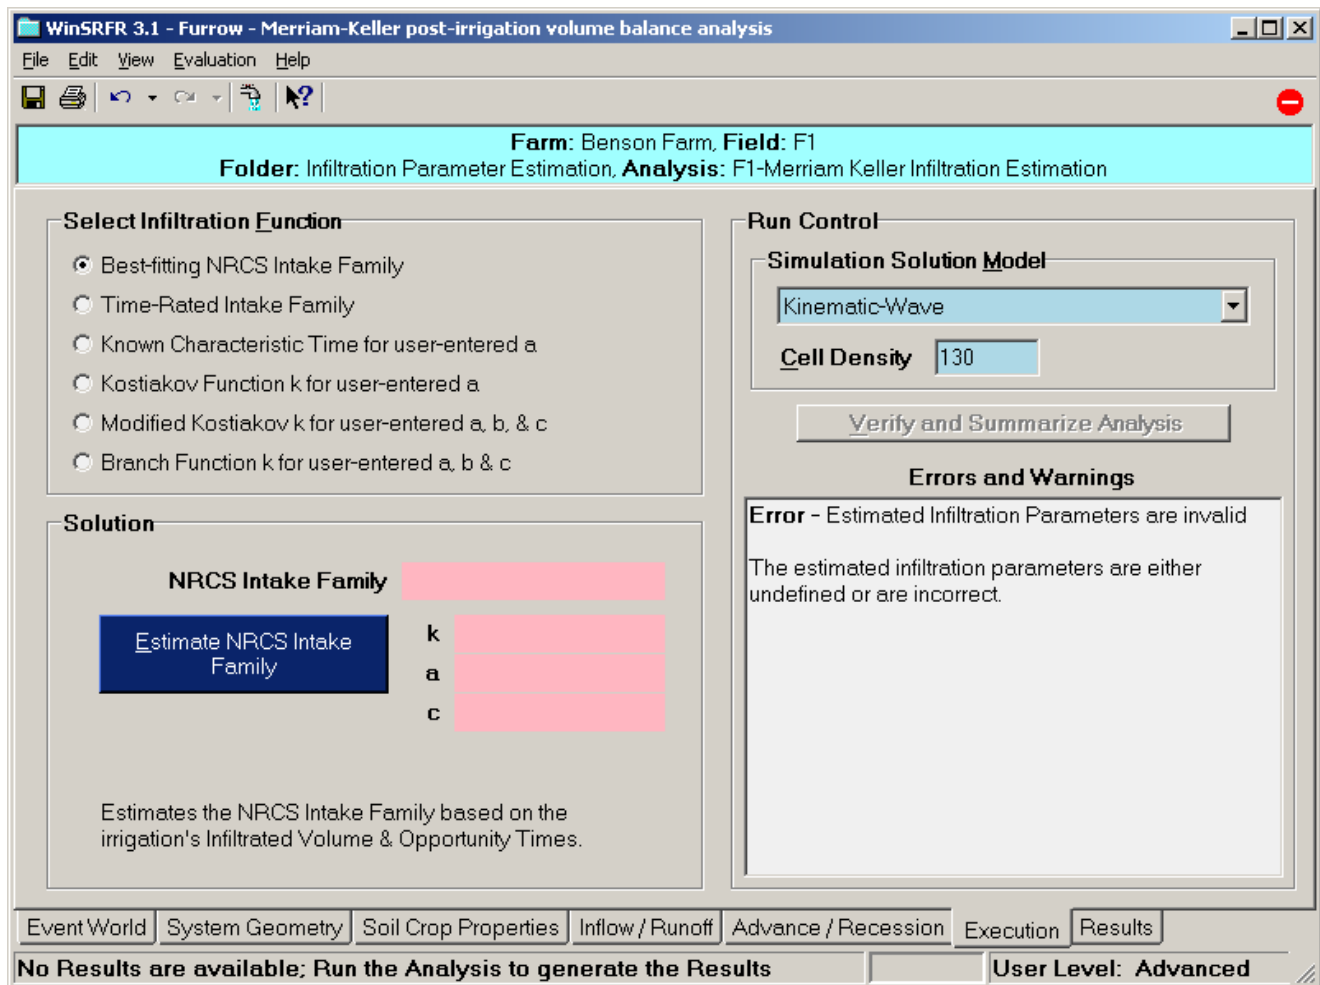 WinSRFR 3.1 - Furrow - Merriam-Keller post-irrigation volume balance analysis
File Edit View Evaluation Help
Farm: Benson Farm, Field: F1
Folder: Infiltration Parameter Estimation, Analysis: F1-Merriam Keller Infiltration Estimation
Select Infiltration Function
Best-fitting NRCS Intake Family
Time-Rated Intake Family
Known Characteristic Time for user-entered a
Kostiakov Function k for user-entered a
Modified Kostiakov k for user-entered a, b, & c
Branch Function k for user-entered a, b & c
Solution
NRCS Intake Family
Estimate NRCS Intake
Family
k
a
c
Estimates the NRCS Intake Family based on the
irrigation's Infiltrated Volume & Opportunity Times.
Run Control
Simulation Solution Model
Kinematic-Wave
Cell Density 130
Verify and Summarize Analysis
Errors and Warnings
Error - Estimated Infiltration Parameters are invalid
The estimated infiltration parameters are either
undefined or are incorrect.
Event World System Geometry Soil Crop Properties Inflow / Runoff Advance / Recession Execution Results
No Results are available; Run the Analysis to generate the Results User Level: Advanced